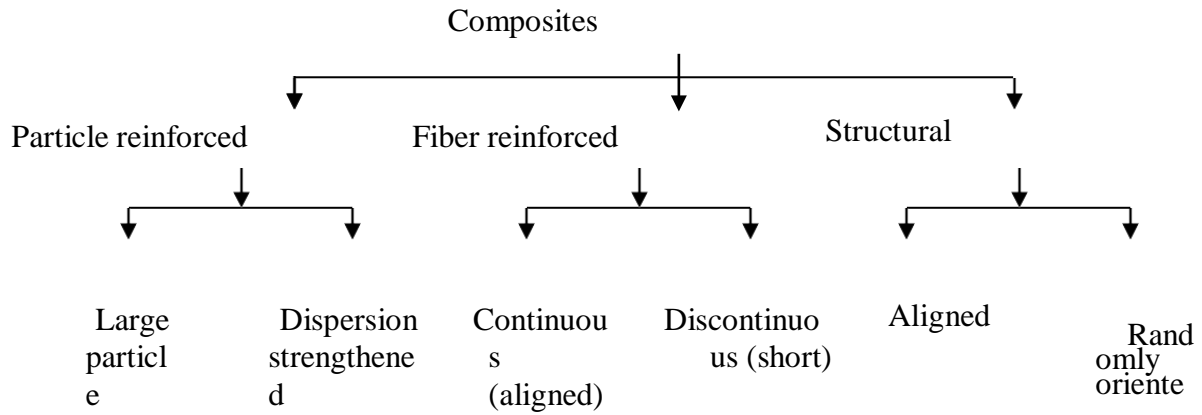 Composites
Particle reinforced
Fiber reinforced
Structural
Large
particl
e
Dispersion
strengthene
d
Continuou
s
(aligned)
Discontinuo
us (short)
Aligned
Rand
omly
oriente